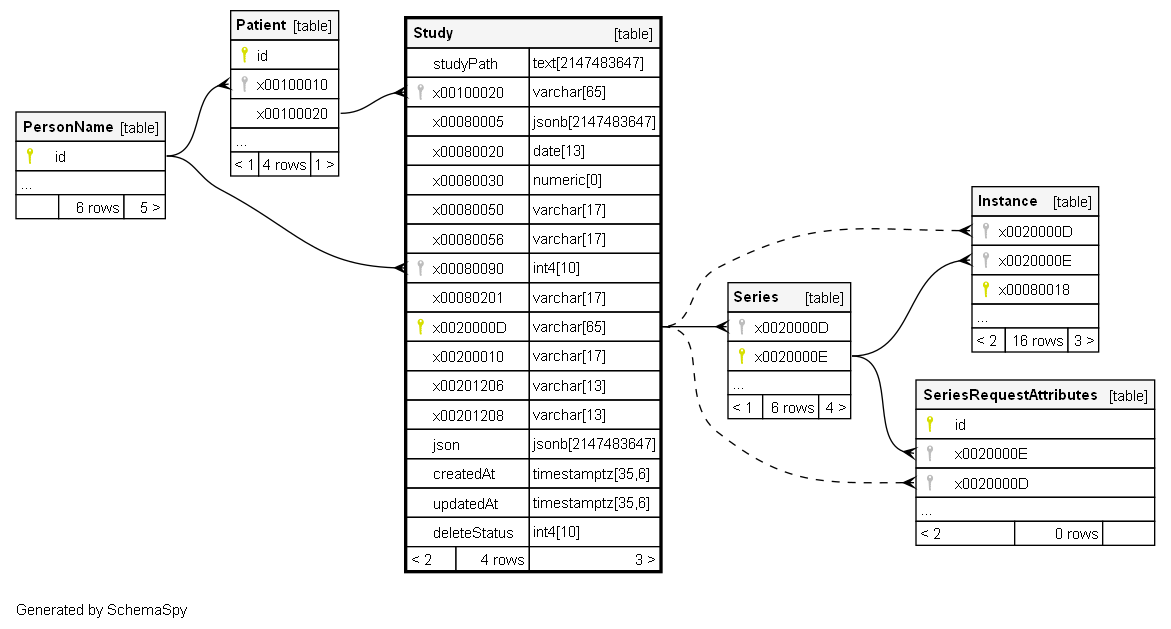 PersonName [table]
id
...
6 rows 5 >
Patient [table]
id
x00100010
x00100020
...
< 1 4 rows 1 >
Study [table]
studyPath text[2147483647]
x00100020 varchar[65]
x00080005 jsonb[2147483647]
x00080020 date[13]
x00080030 numeric[0]
x00080050 varchar[17]
x00080056 varchar[17]
x00080090 int4[10]
x00080201 varchar[17]
x0020000D varchar[65]
x00200010 varchar[17]
x00201206 varchar[13]
x00201208 varchar[13]
json jsonb[2147483647]
createdAt timestamptz[35,6]
updatedAt timestamptz[35,6]
deleteStatus int4[10]
< 2 4 rows 3 >
Series [table]
x0020000D
x0020000E
...
< 1 6 rows 4 >
Instance [table]
x0020000D
x0020000E
x00080018
...
< 2 16 rows 3 >
SeriesRequestAttributes [table]
id
x0020000E
x0020000D
...
< 2 0 rows
Generated by SchemaSpy